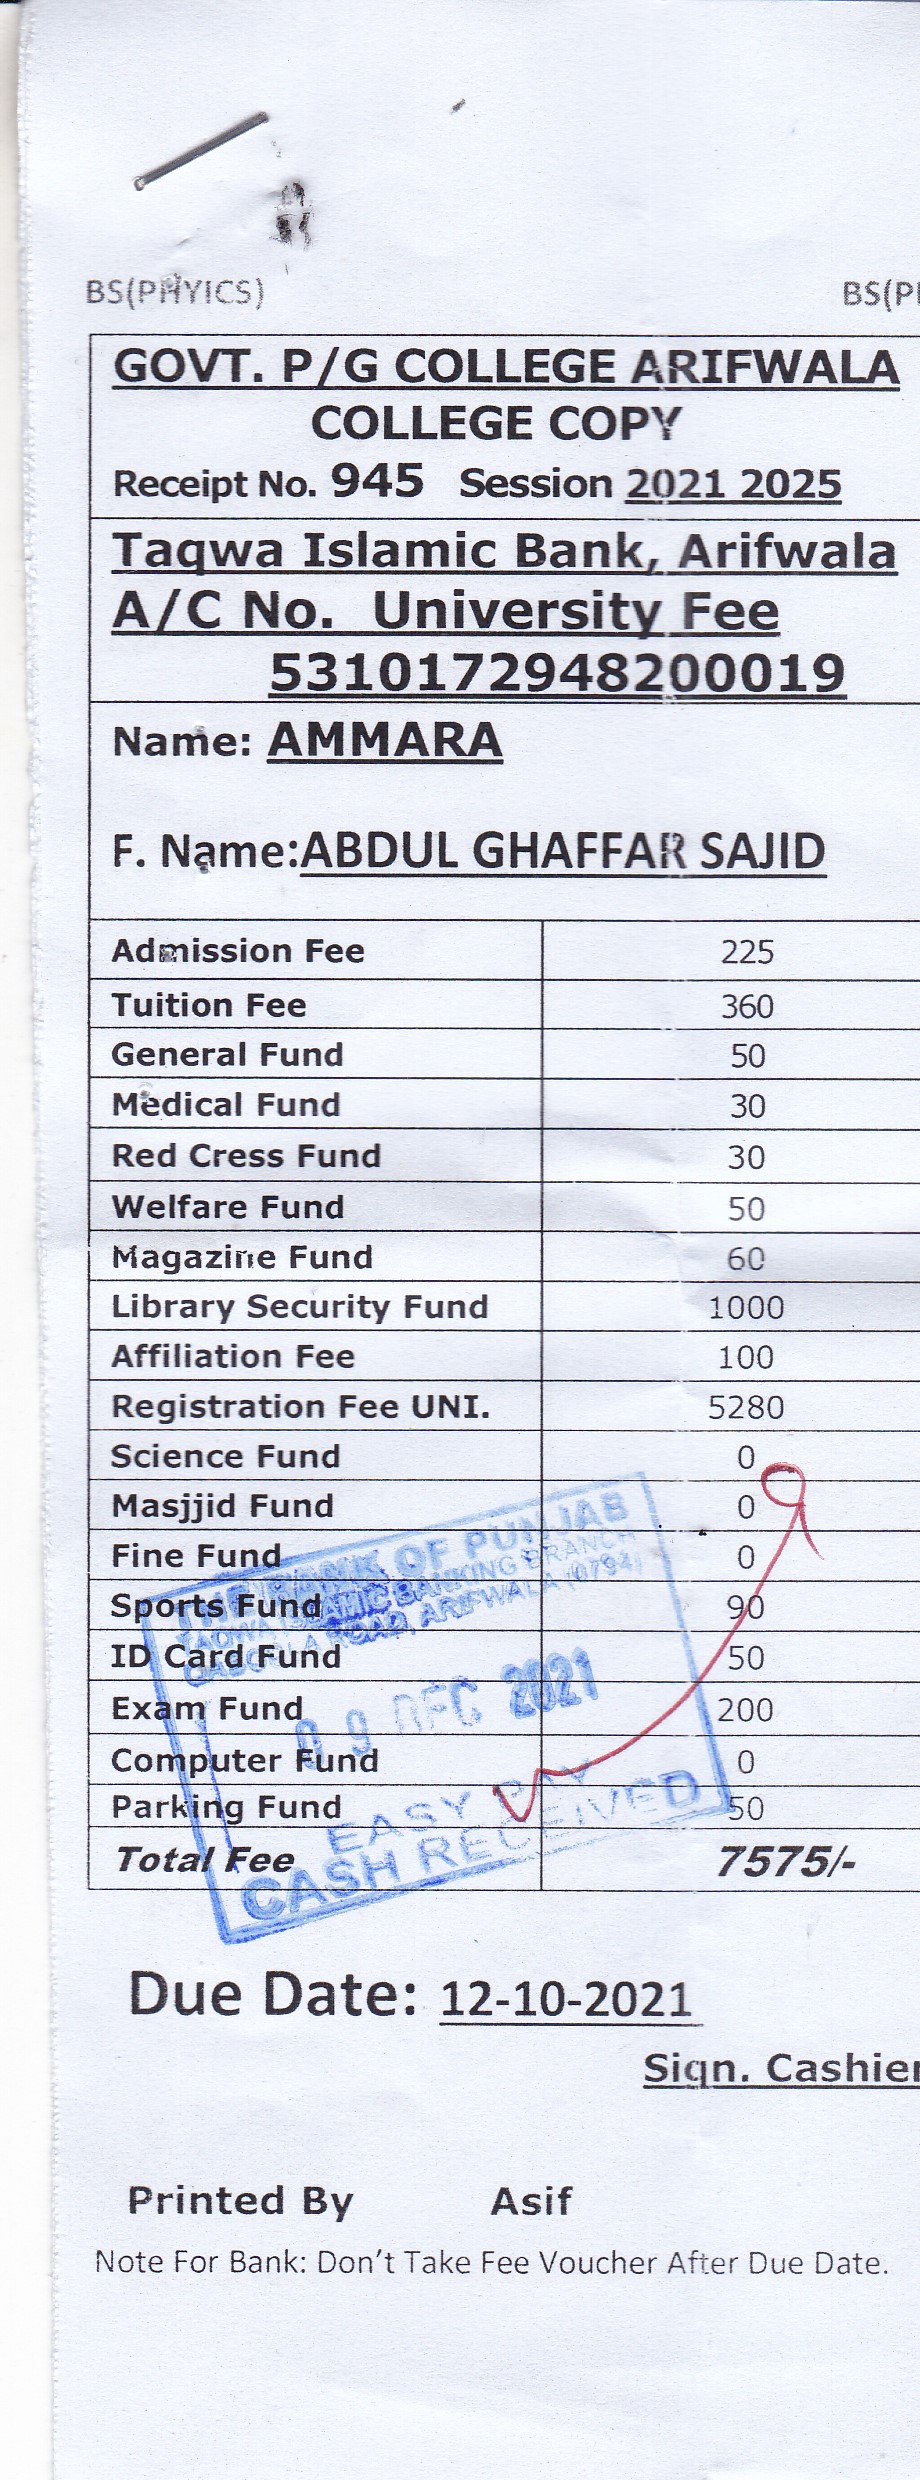 BS(PHYICS)
BS(P
GOVT. P/G COLLEGE ARIFWALA
COLLEGE COPY
Receipt No. 945 Session 2021 2025
Taqwa Islamic Bank, Arifwala
A/C No. University Fee
5310172948200019
Name: AMMARA
F. Name:ABDUL GHAFFAR SAJID
Admission Fee 225
Tuition Fee 360
General Fund 50
Medical Fund 30
Red Cress Fund 30
Welfare Fund 50
Magazine Fund 60
Library Security Fund 1000
Affiliation Fee 100
Registration Fee UNI. 5280
Science Fund 0
Masjjid Fund 0
Fine Fund 0
Sports Fund 90
ID Card Fund 50
Exam Fund 200
Computer Fund 0
Parking Fund 50
Total Fee 7575/-
THE BANK OF PUNJAB
TAQWA ISLAMIC BANKING BRANCH
QABOOLA ROAD, ARIFWALA (0794)
09 DEC 2021
EASY PAY
CASH RECEIVED
Due Date: 12-10-2021
Sign. Cashier
Printed By Asif
Note For Bank: Don't Take Fee Voucher After Due Date.